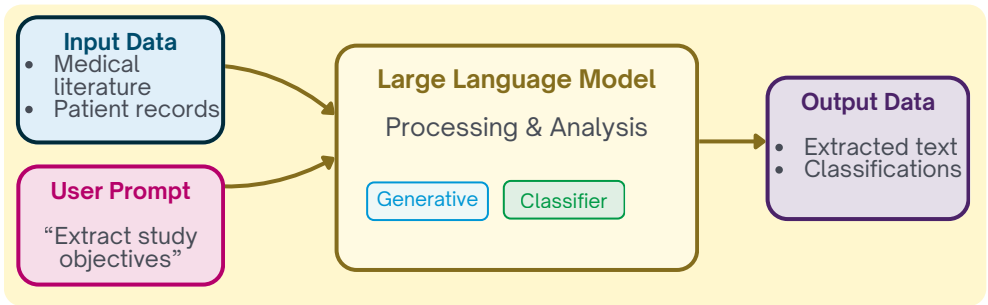 Input Data
• Medical
literature
• Patient records
User Prompt
“Extract study
objectives”
Large Language Model
Processing & Analysis
Generative
Classifier
Output Data
• Extracted text
• Classifications